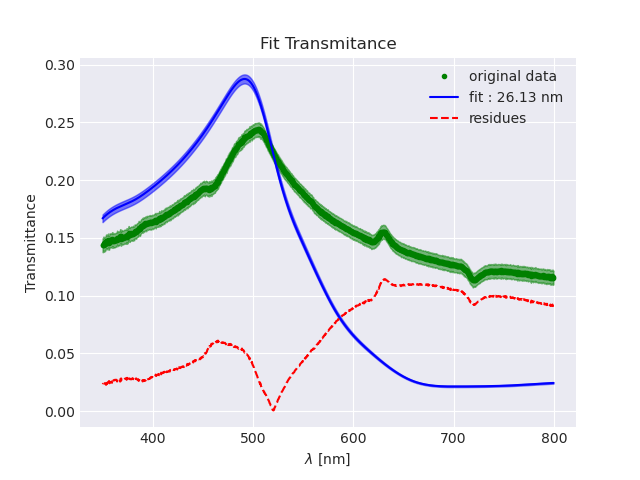 Fit Transmitance
0.30
0.25
0.20
0.15
0.10
0.05
0.00
Transmittance
original data
fit : 26.13 nm
residues
400 500 600 700 800
λ [nm]